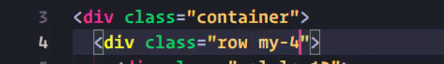 3 <div class="container">
4 <div class="row my-4">